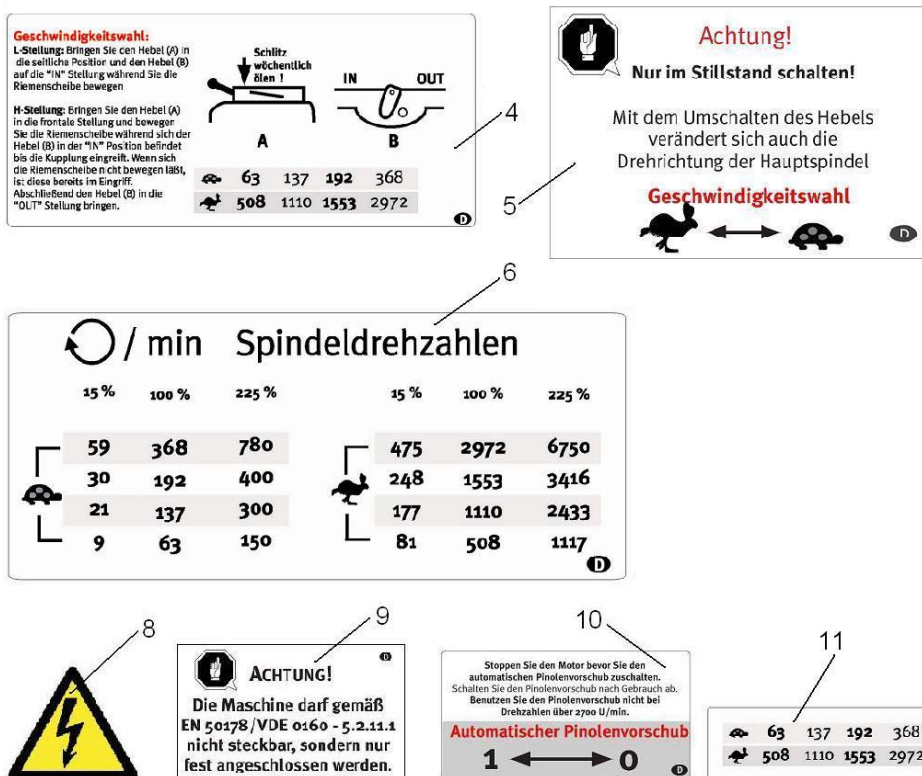 Geschwindigkeitswahl:
L-Stellung: Bringen Sie den Hebel (A) in
die seitliche Position und den Hebel (B)
auf die "IN" Stellung während Sie die
Riemenscheibe bewegen
H-Stellung: Bringen Sie den Hebel (A)
in die frontale Stellung und bewegen
Sie die Riemenscheibe während sich der
Hebel (B) in der "IN" Position befindet
bis die Kupplung eingreift. Wenn sich
die Riemenscheibe nicht bewegen läßt,
ist diese bereits im Eingriff.
Abschließend den Hebel (B) in die
"OUT" Stellung bringen.
Schlitz
wöchentlich
ölen !
IN OUT
A B
63 137 192 368
508 1110 1553 2972
D
4
Achtung!
Nur im Stillstand schalten!
Mit dem Umschalten des Hebels
verändert sich auch die
Drehrichtung der Hauptspindel
Geschwindigkeitswahl
D
5
6
/ min Spindeldrehzahlen
15 % 100 % 225 % 15 % 100 % 225 %
59 368 780 475 2972 6750
30 192 400 248 1553 3416
21 137 300 177 1110 2433
9 63 150 81 508 1117
D
8
9
D
ACHTUNG!
Die Maschine darf gemäß
EN 50178/VDE 0160 - 5.2.11.1
nicht steckbar, sondern nur
fest angeschlossen werden.
10
Stoppen Sie den Motor bevor Sie den
automatischen Pinolenvorschub zuschalten.
Schalten Sie den Pinolenvorschub nach Gebrauch ab.
Benutzen Sie den Pinolenvorschub nicht bei
Drehzahlen über 2700 U/min.
Automatischer Pinolenvorschub
1 0
D
11
63 137 192 368
508 1110 1553 2972